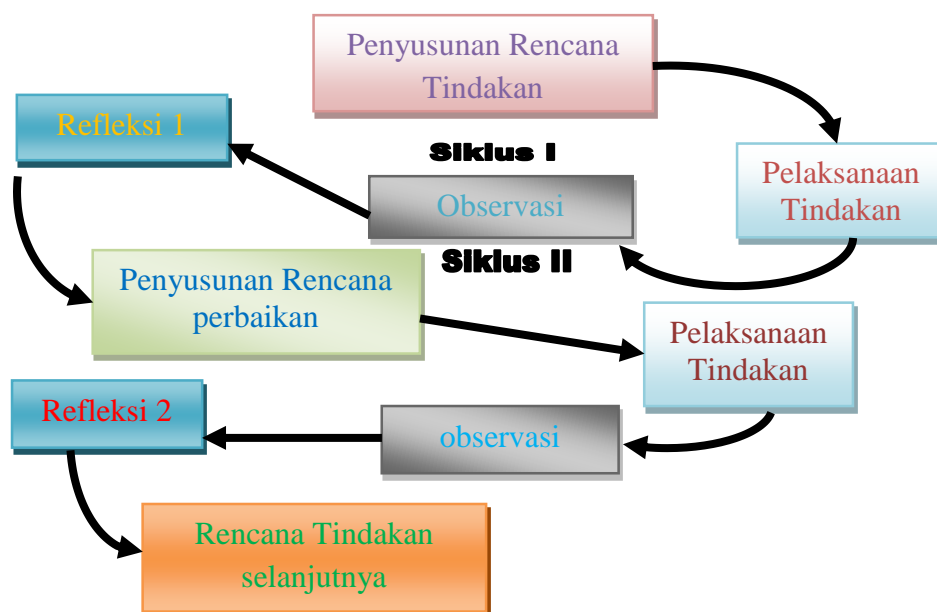 Penyusunan Rencana
Tindakan
Refleksi 1
Siklus I
Pelaksanaan
Tindakan
Observasi
Siklus II
Penyusunan Rencana
perbaikan
Pelaksanaan
Tindakan
Refleksi 2
observasi
Rencana Tindakan
selanjutnya